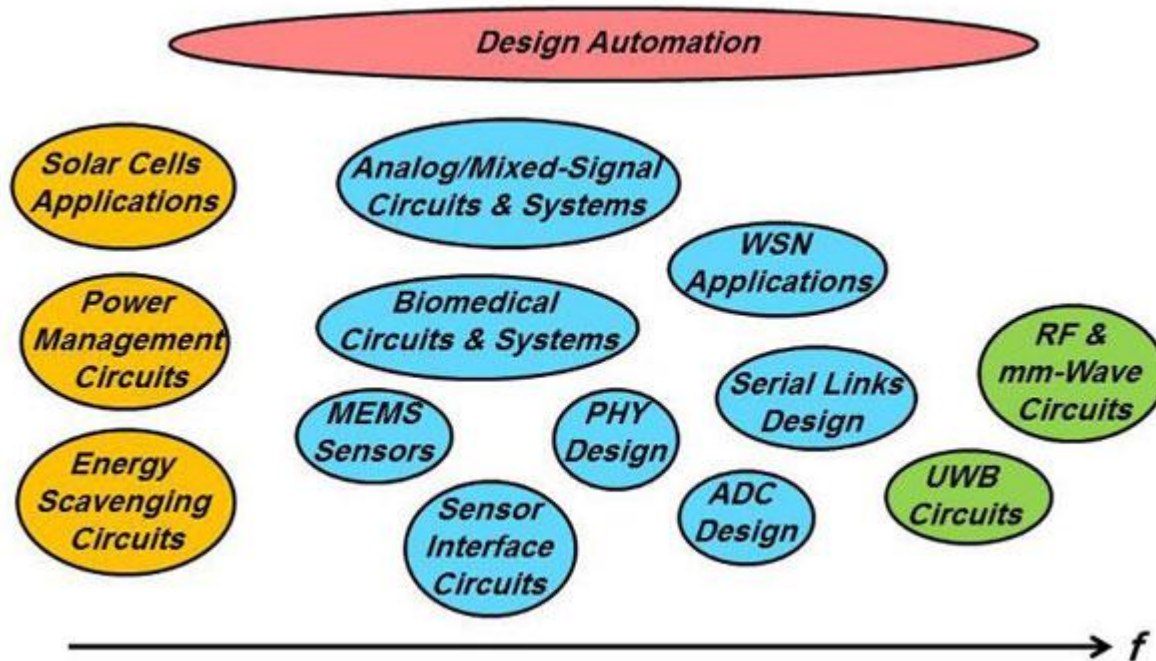 Design Automation
Solar Cells
Applications
Analog/Mixed-Signal
Circuits & Systems
WSN
Applications
Power
Management
Circuits
Biomedical
Circuits & Systems
RF &
mm-Wave
Circuits
MEMS
Sensors
PHY
Design
Serial Links
Design
Energy
Scavenging
Circuits
Sensor
Interface
Circuits
ADC
Design
UWB
Circuits
f